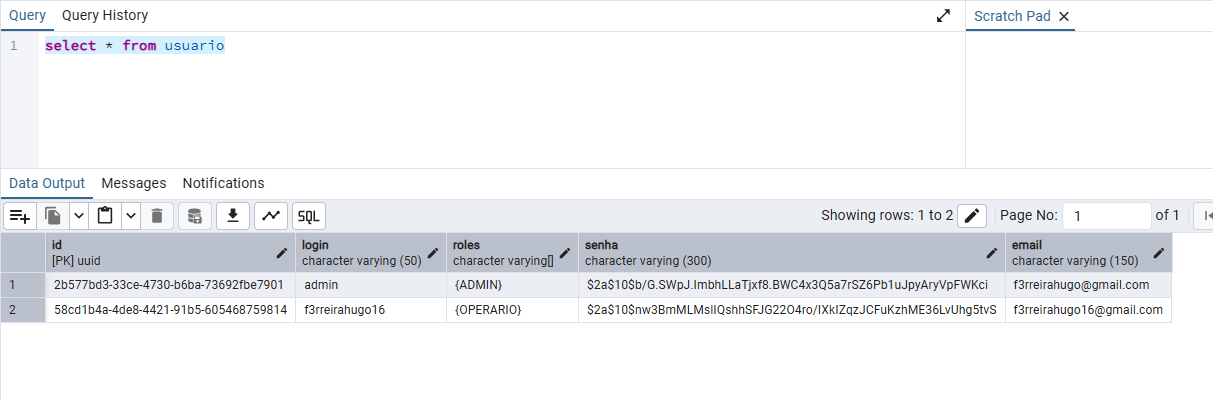 Query Query History Scratch Pad
1 select * from usuario
Data Output Messages Notifications
SQL Showing rows: 1 to 2 Page No: 1 of 1
id login roles senha email
[PK] uuid character varying (50) character varying[] character varying (300) character varying (150)
1 2b577bd3-33ce-4730-b6ba-73692fbe7901 admin {ADMIN} $2a$10$b/G.SWpJ.ImbhLLaTjxf8.BWC4x3Q5a7rSZ6Pb1uJpyAryVpFWKci f3rreirahugo@gmail.com
2 58cd1b4a-4de8-4421-91b5-605468759814 f3rreirahugo16 {OPERARIO} $2a$10$nw3BmMLMslIQshhSFJG22O4ro/IXkIZqzJCFuKzhME36LvUhg5tvS f3rreirahugo16@gmail.com